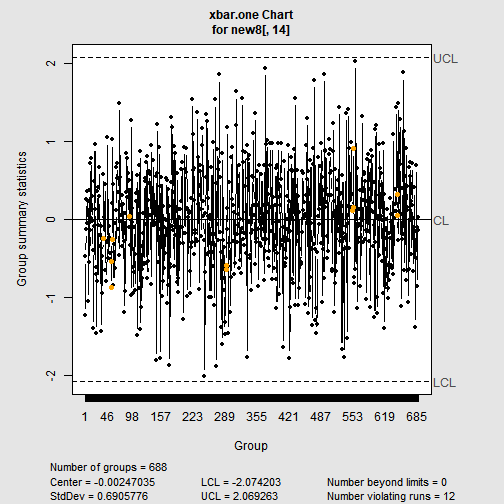 xbar.one Chart
for new8[, 14]
UCL
2
1
Group summary statistics
0
CL
-1
-2
LCL
1 46 98 157 223 289 355 421 487 553 619 685
Group
Number of groups = 688
Center = -0.00247035 LCL = -2.074203 Number beyond limits = 0
StdDev = 0.6905776 UCL = 2.069263 Number violating runs = 12